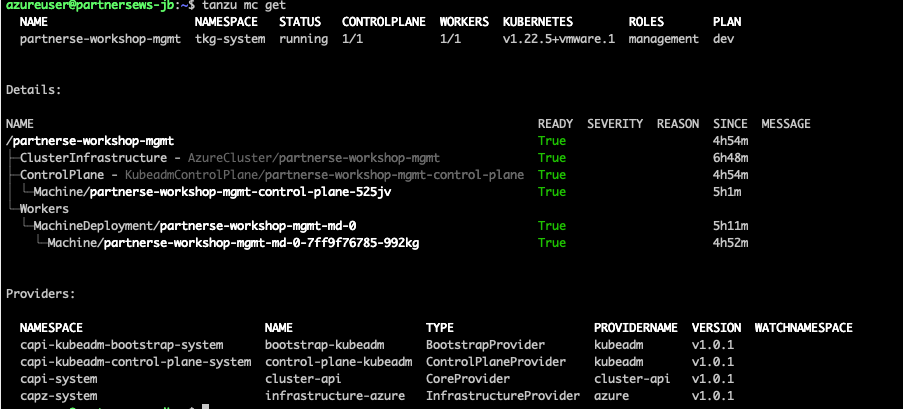 azureuser@partnersews-jb:~$ tanzu mc get
NAME NAMESPACE STATUS CONTROLPLANE WORKERS KUBERNETES ROLES PLAN
partnerse-workshop-mgmt tkg-system running 1/1 1/1 v1.22.5+vmware.1 management dev
Details:
NAME READY SEVERITY REASON SINCE MESSAGE
/partnerse-workshop-mgmt True 4h54m
├─ClusterInfrastructure - AzureCluster/partnerse-workshop-mgmt True 6h48m
├─ControlPlane - KubeadmControlPlane/partnerse-workshop-mgmt-control-plane True 4h54m
│ └─Machine/partnerse-workshop-mgmt-control-plane-525jv True 5h1m
└─Workers
└─MachineDeployment/partnerse-workshop-mgmt-md-0 True 5h11m
└─Machine/partnerse-workshop-mgmt-md-0-7ff9f76785-992kg True 4h52m
Providers:
NAMESPACE NAME TYPE PROVIDERNAME VERSION WATCHNAMESPACE
capi-kubeadm-bootstrap-system bootstrap-kubeadm BootstrapProvider kubeadm v1.0.1
capi-kubeadm-control-plane-system control-plane-kubeadm ControlPlaneProvider kubeadm v1.0.1
capi-system cluster-api CoreProvider cluster-api v1.0.1
capz-system infrastructure-azure InfrastructureProvider azure v1.0.1